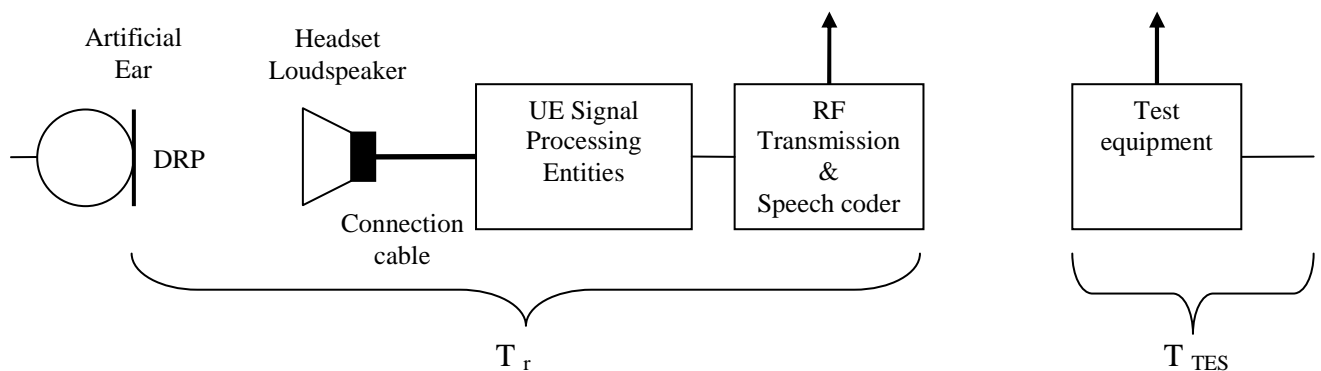 Artificial
Ear
DRP
Headset
Loudspeaker
Connection
cable
UE Signal
Processing
Entities
RF
Transmission
&
Speech coder
Test
equipment
T r
T TES